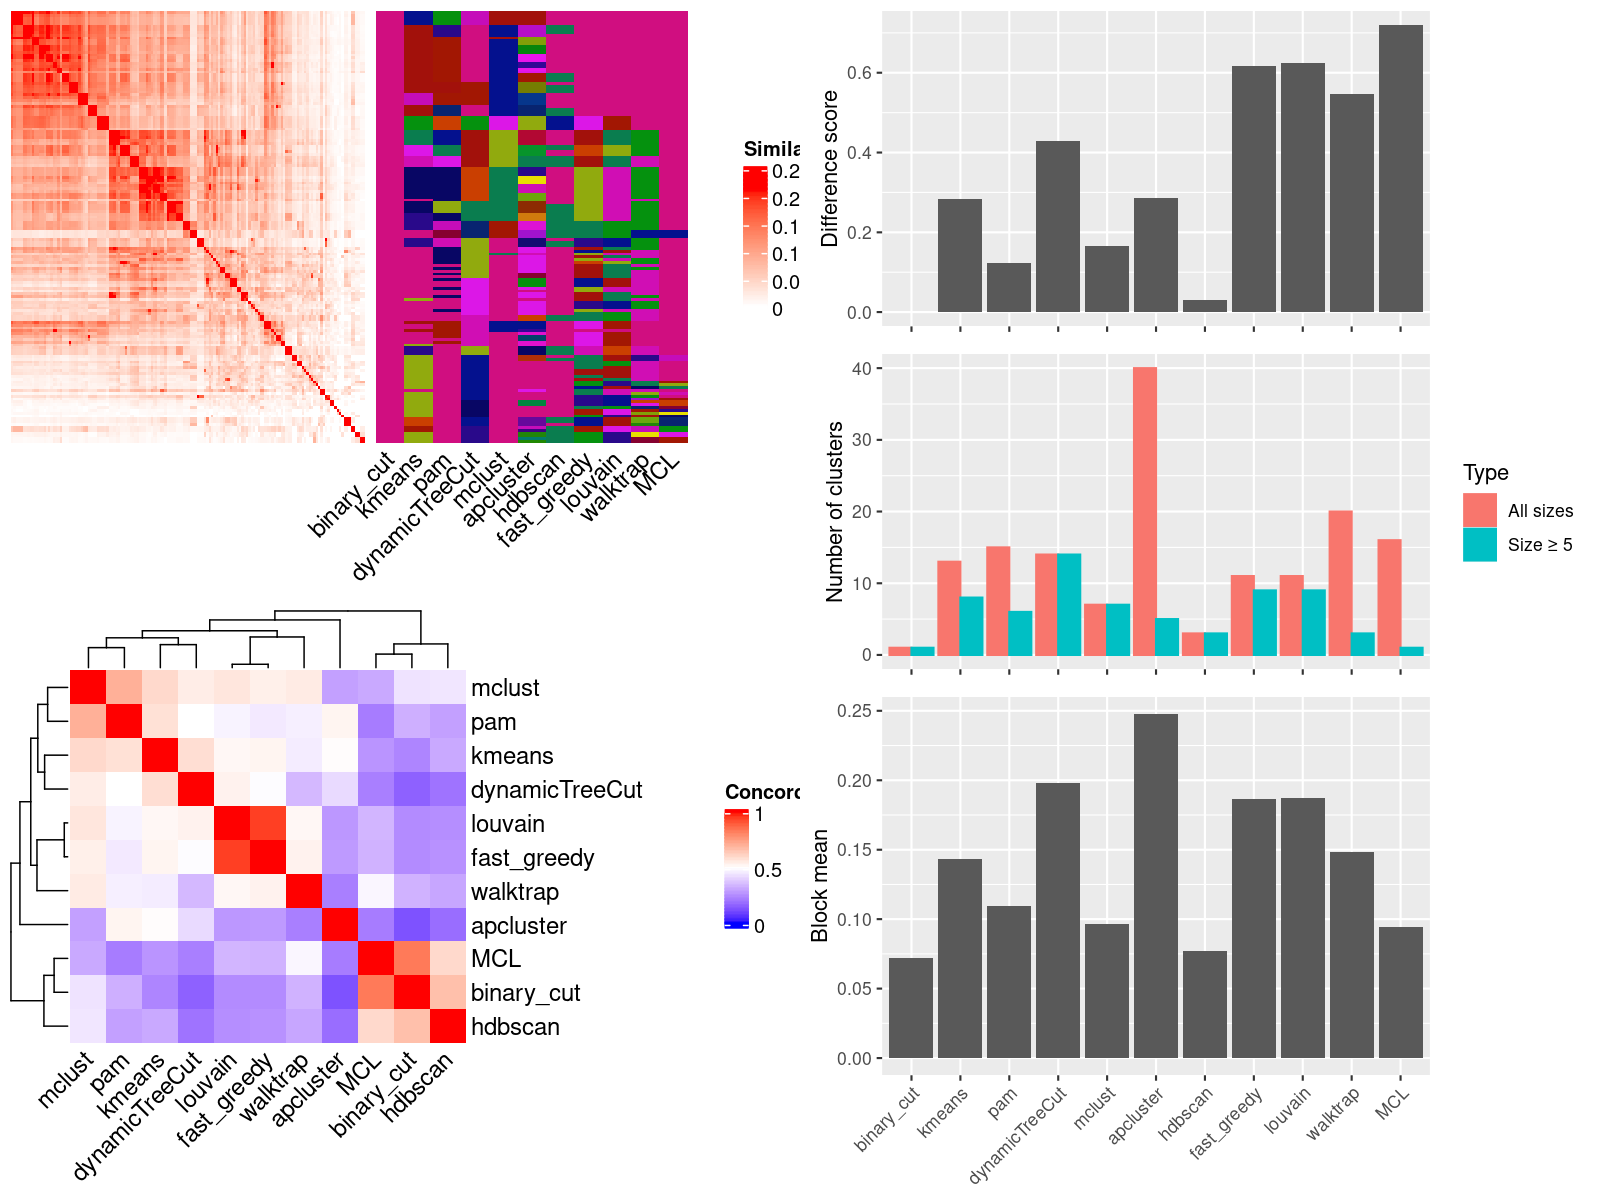 Simila
0.2
0.2
0.1
0.1
0.0
0
binary_cut
kmeans
pam
dynamicTreeCut
mclust
apcluster
hdbscan
fast_greedy
louvain
walktrap
MCL
mclust
pam
kmeans
dynamicTreeCut
louvain
fast_greedy
walktrap
apcluster
MCL
binary_cut
hdbscan
mclust
pam
kmeans
dynamicTreeCut
louvain
fast_greedy
walktrap
apcluster
MCL
binary_cut
hdbscan
Concord
1
0.5
0
Difference score
0.6
0.4
0.2
0.0
Number of clusters
40
30
20
10
0
Type
All sizes
Size ≥ 5
Block mean
0.25
0.20
0.15
0.10
0.05
0.00
binary_cut
kmeans
pam
dynamicTreeCut
mclust
apcluster
hdbscan
fast_greedy
louvain
walktrap
MCL